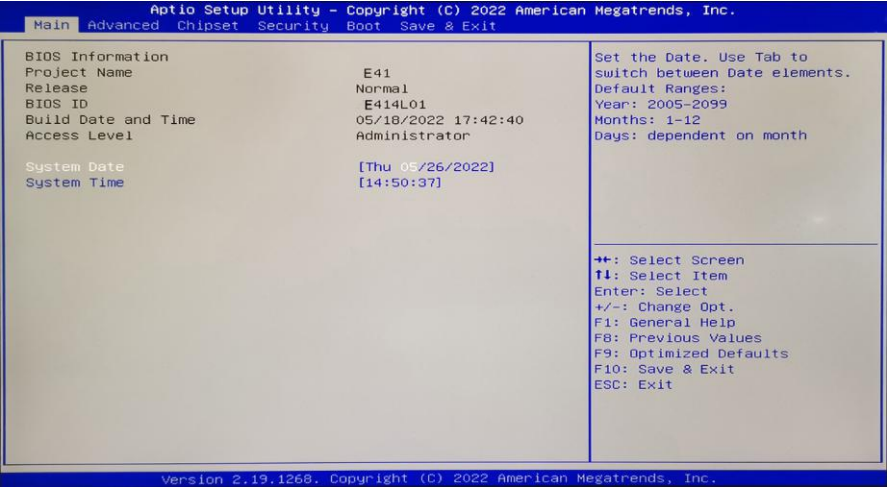 Aptio Setup Utility – Copyright (C) 2022 American Megatrends, Inc.
Main Advanced Chipset Security Boot Save & Exit
BIOS Information
Project Name E41
Release Normal
BIOS ID E414L01
Build Date and Time 05/18/2022 17:42:40
Access Level Administrator
System Date [Thu 05/26/2022]
System Time [14:50:37]
Set the Date. Use Tab to
switch between Date elements.
Default Ranges:
Year: 2005-2099
Months: 1-12
Days: dependent on month
→←: Select Screen
↑↓: Select Item
Enter: Select
+/-: Change Opt.
F1: General Help
F8: Previous Values
F9: Optimized Defaults
F10: Save & Exit
ESC: Exit
Version 2.19.1268. Copyright (C) 2022 American Megatrends, Inc.